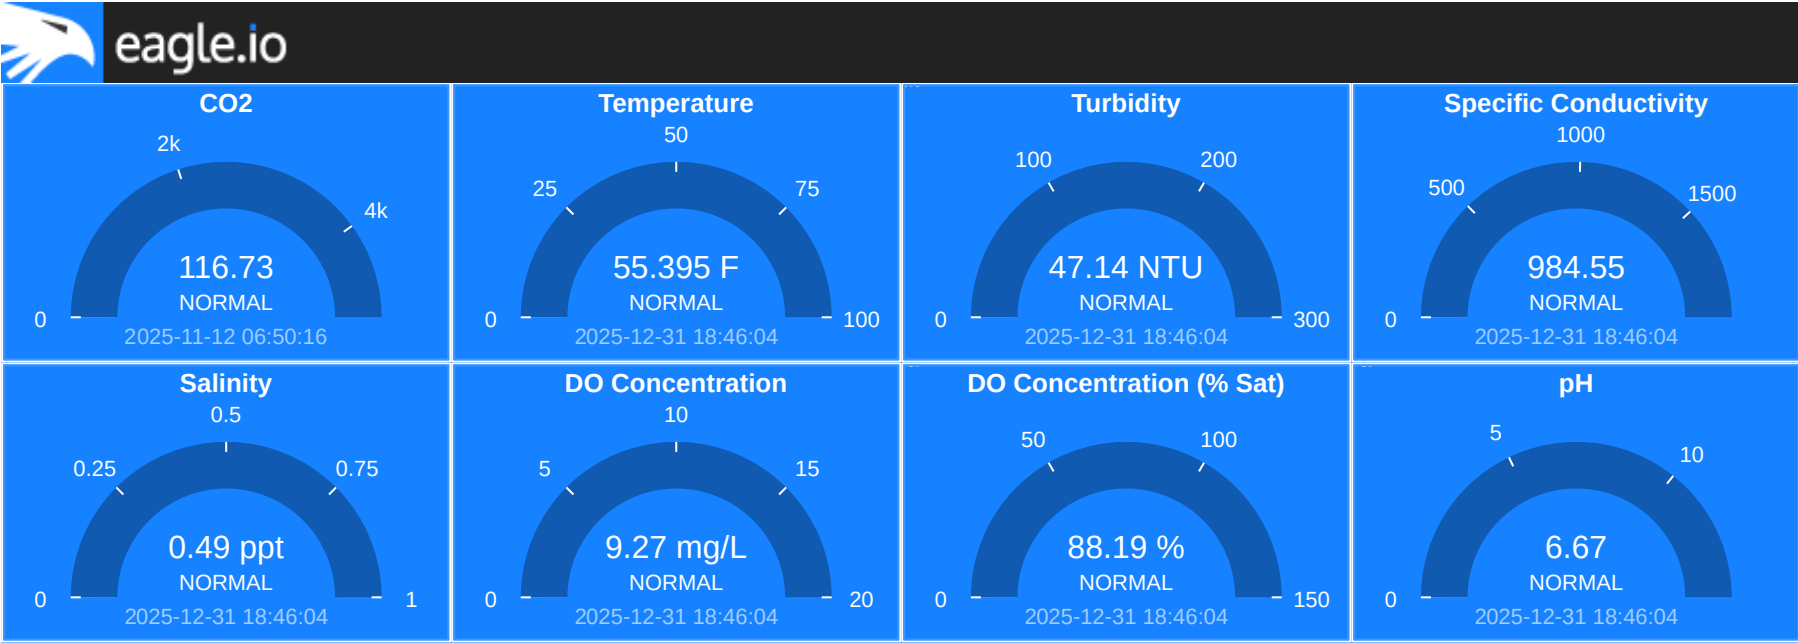 eagle.io
CO2
2k
4k
0
116.73
NORMAL
2025-11-12 06:50:16
Temperature
50
25
75
0
100
55.395 F
NORMAL
2025-12-31 18:46:04
Turbidity
100
200
0
300
47.14 NTU
NORMAL
2025-12-31 18:46:04
Specific Conductivity
1000
500
1500
0
984.55
NORMAL
2025-12-31 18:46:04
Salinity
0.5
0.25
0.75
0
1
0.49 ppt
NORMAL
2025-12-31 18:46:04
DO Concentration
10
5
15
0
20
9.27 mg/L
NORMAL
2025-12-31 18:46:04
DO Concentration (% Sat)
50
100
0
150
88.19 %
NORMAL
2025-12-31 18:46:04
pH
5
10
0
6.67
NORMAL
2025-12-31 18:46:04